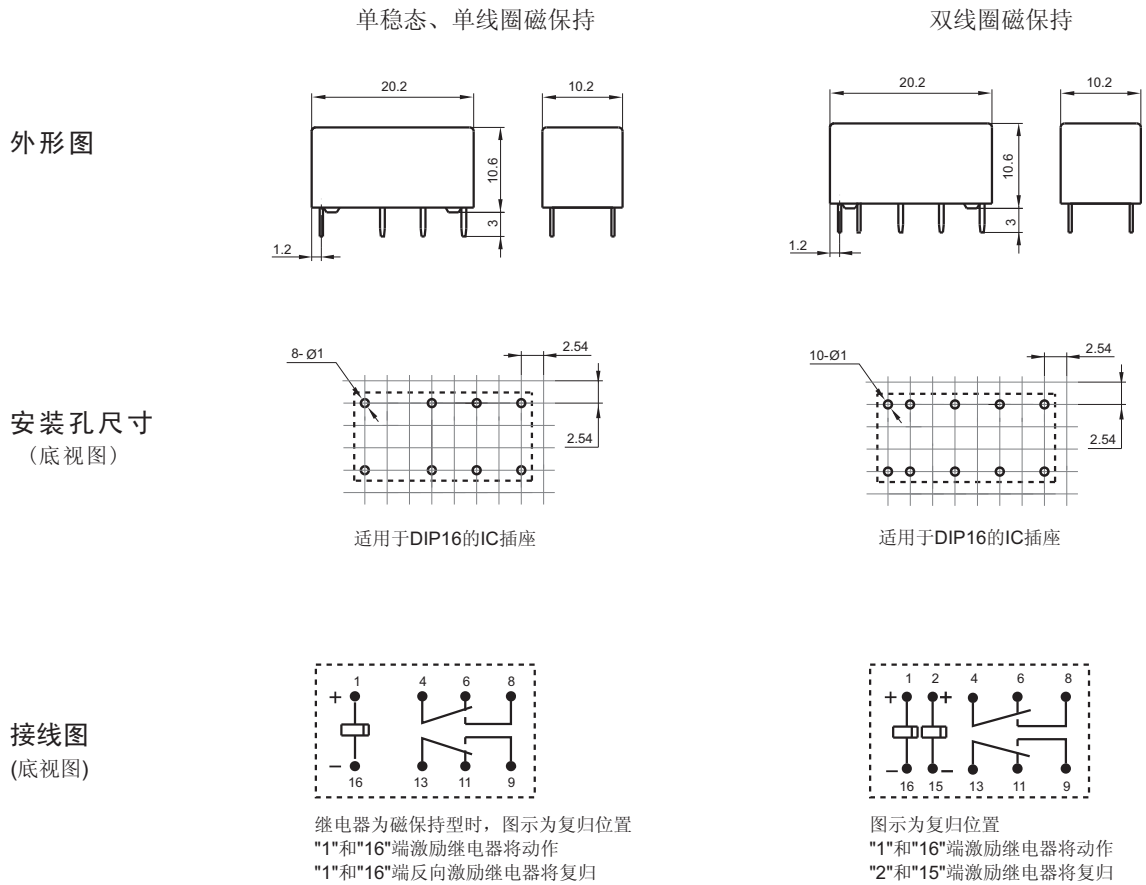 单稳态、单线圈磁保持
双线圈磁保持
外形图
20.2
10.2
10.6
3
1.2
20.2
10.2
10.6
3
1.2
安装孔尺寸
（底视图）
8- Ø1
2.54
2.54
适用于DIP16的IC插座
10-Ø1
2.54
2.54
适用于DIP16的IC插座
接线图
(底视图)
1 4 6 8
+
−
16 13 11 9
继电器为磁保持型时，图示为复归位置
"1"和"16"端激励继电器将动作
"1"和"16"端反向激励继电器将复归
1 2 4 6 8
+ +
− −
16 15 13 11 9
图示为复归位置
"1"和"16"端激励继电器将动作
"2"和"15"端激励继电器将复归